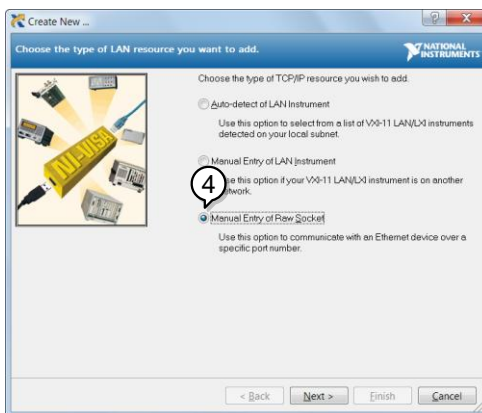 Create New ...
Choose the type of LAN resource you want to add.
NATIONAL
INSTRUMENTS
Choose the type of TCP/IP resource you wish to add.
Auto-detect of LAN Instrument
Use this option to select from a list of VXI-11 LAN/LXI instruments
detected on your local subnet.
Manual Entry of LAN Instrument
this option if your VXI-11 LAN/LXI instrument is on another
4
Manual Entry of Raw Socket
Use this option to communicate with an Ethernet device over a
specific port number.
NI-VISA
< Back
Next >
Finish
Cancel